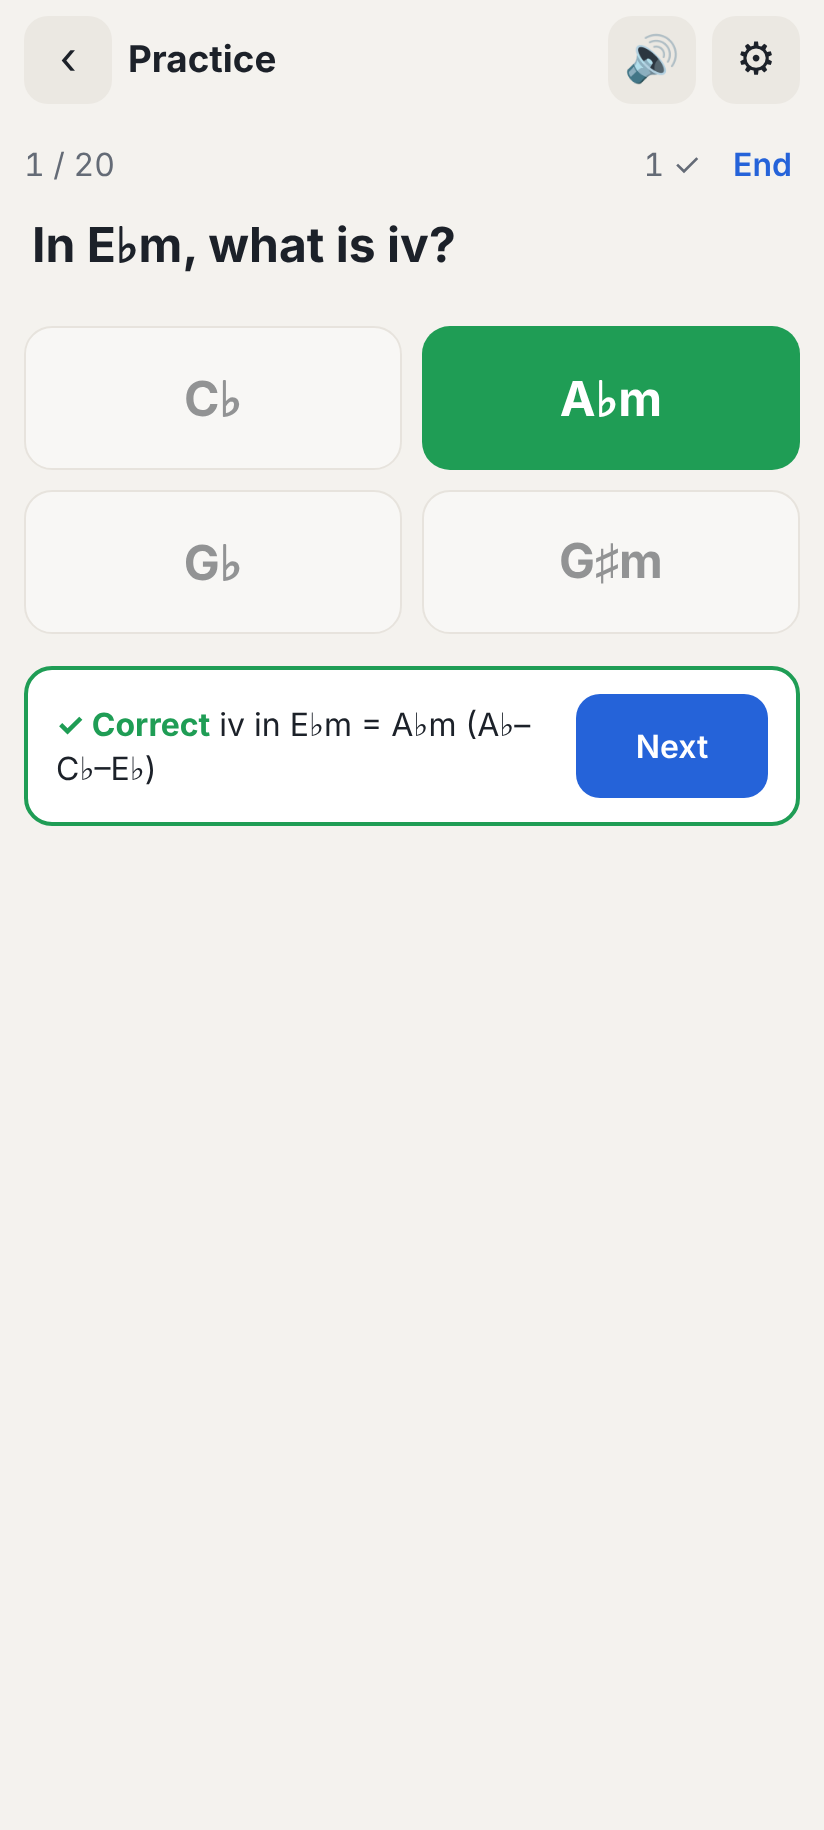 ‹ Practice 🔊 ⚙
1 / 20 1 ✓ End
In E♭m, what is iv?
C♭ A♭m
G♭ G♯m
✓ Correct iv in E♭m = A♭m (A♭–
C♭–E♭)
Next